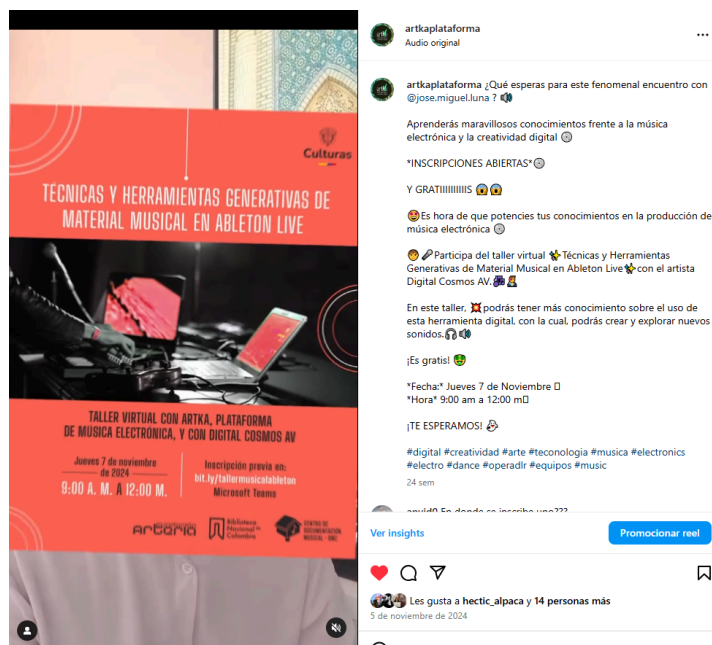 Culturas
TÉCNICAS Y HERRAMIENTAS GENERATIVAS DE
MATERIAL MUSICAL EN ABLETON LIVE
TALLER VIRTUAL CON ARTKA, PLATAFORMA
DE MÚSICA ELECTRÓNICA, Y CON DIGITAL COSMOS AV
Jueves 7 de noviembre
de 2024
9:00 A. M. A 12:00 M.
Inscripción previa en:
bit.ly/tallermusicalableton
Microsoft Teams
Artería
Biblioteca
Nacional de
Colombia
CENTRO DE
DOCUMENTACIÓN
MUSICAL - BNC
artkaplataforma
Audio original
artkaplataforma ¿Qué esperas para este fenomenal encuentro con
@jose.miguel.luna ? 🔊
Aprenderás maravillosos conocimientos frente a la música
electrónica y la creatividad digital 💿
*INSCRIPCIONES ABIERTAS*💿
Y GRATIIIIIIIIIIS 😱😱
🤩Es hora de que potencies tus conocimientos en la producción de
música electrónica 💿
🧑 🎤Participa del taller virtual ✨Técnicas y Herramientas
Generativas de Material Musical en Ableton Live✨con el artista
Digital Cosmos AV.
En este taller, 💥podrás tener más conocimiento sobre el uso de
esta herramienta digital, con la cual, podrás crear y explorar nuevos
sonidos.🎧🔊
¡Es gratis! 🤑
*Fecha:* Jueves 7 de Noviembre
*Hora* 9:00 am a 12:00 m
¡TE ESPERAMOS!
#digital #creatividad #arte #teconologia #musica #electronics
#electro #dance #operadlr #equipos #music
24 sem
En donde se inscribe uno???
Ver insights
Promocionar reel
Les gusta a hectic_alpaca y 14 personas más
5 de noviembre de 2024